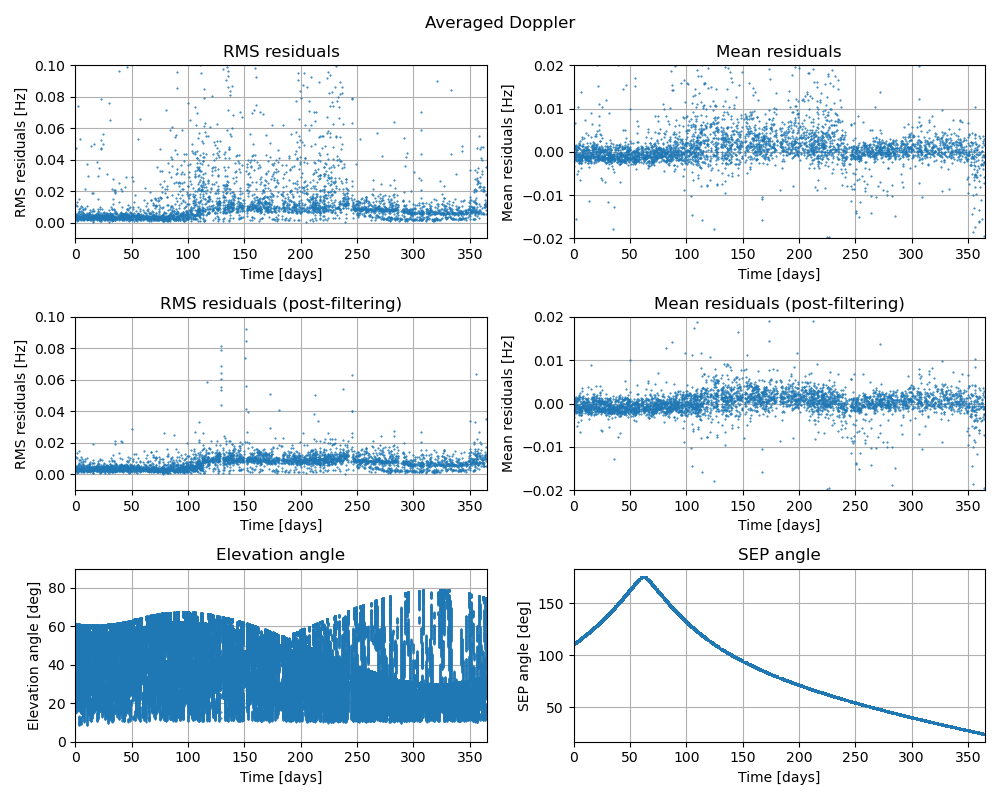 Averaged Doppler
RMS residuals
Mean residuals
RMS residuals [Hz]
0.10
0.08
0.06
0.04
0.02
0.00
0 50 100 150 200 250 300 350
Time [days]
Mean residuals [Hz]
0.02
0.01
0.00
−0.01
−0.02
0 50 100 150 200 250 300 350
Time [days]
RMS residuals (post-filtering)
Mean residuals (post-filtering)
RMS residuals [Hz]
0.10
0.08
0.06
0.04
0.02
0.00
0 50 100 150 200 250 300 350
Time [days]
Mean residuals [Hz]
0.02
0.01
0.00
−0.01
−0.02
0 50 100 150 200 250 300 350
Time [days]
Elevation angle
SEP angle
Elevation angle [deg]
80
60
40
20
0
0 50 100 150 200 250 300 350
Time [days]
SEP angle [deg]
150
100
50
0 50 100 150 200 250 300 350
Time [days]